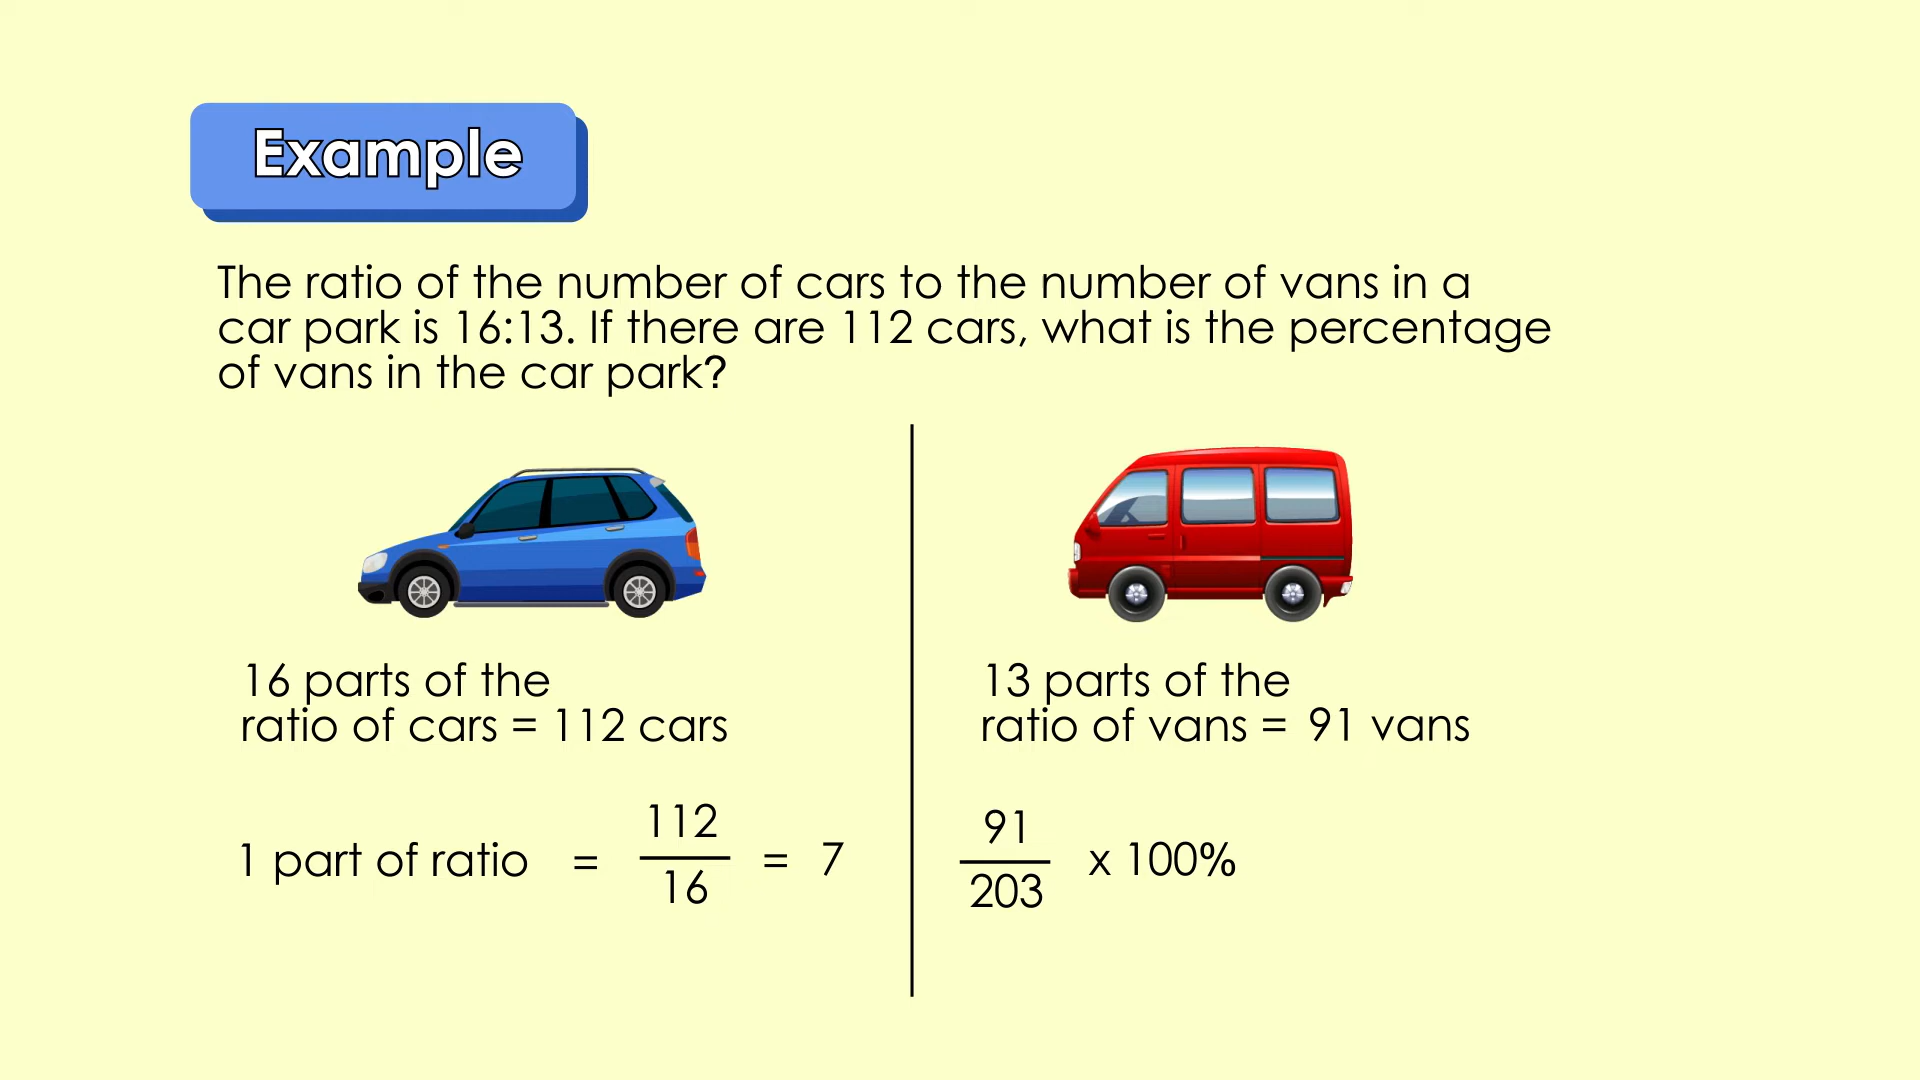 Example
The ratio of the number of cars to the number of vans in a
car park is 16:13. If there are 112 cars, what is the percentage
of vans in the car park?
16 parts of the
ratio of cars = 112 cars
1 part of ratio = 112/16 = 7
13 parts of the
ratio of vans = 91 vans
91/203 x 100%